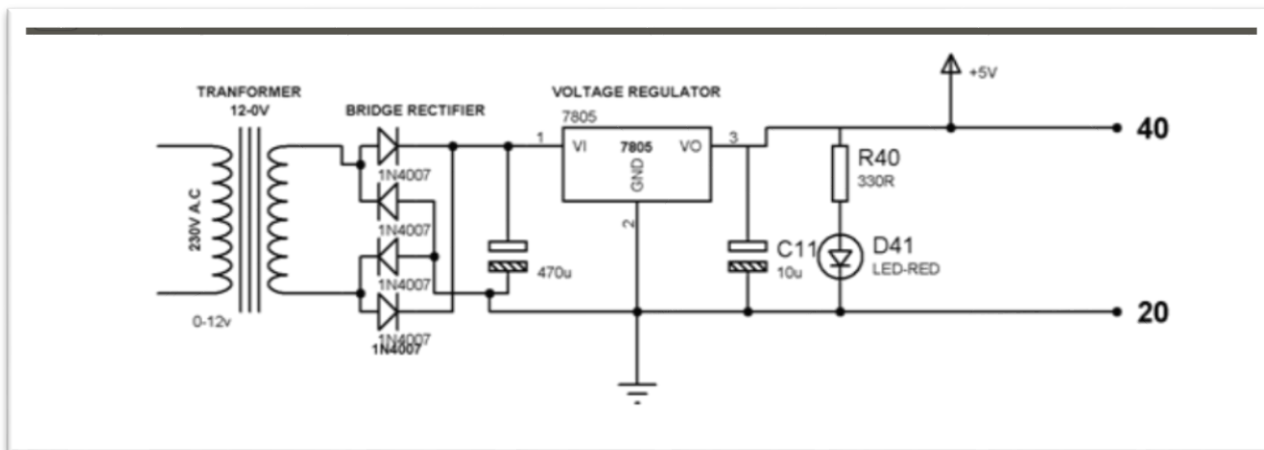 TRANFORMER
12-0V
230V A.C
0-12v
BRIDGE RECTIFIER
1N4007
1N4007
1N4007
1N4007
1N4007
470u
VOLTAGE REGULATOR
7805
1
VI
7805
VO
3
GND
2
C11
10u
R40
330R
D41
LED-RED
+5V
40
20